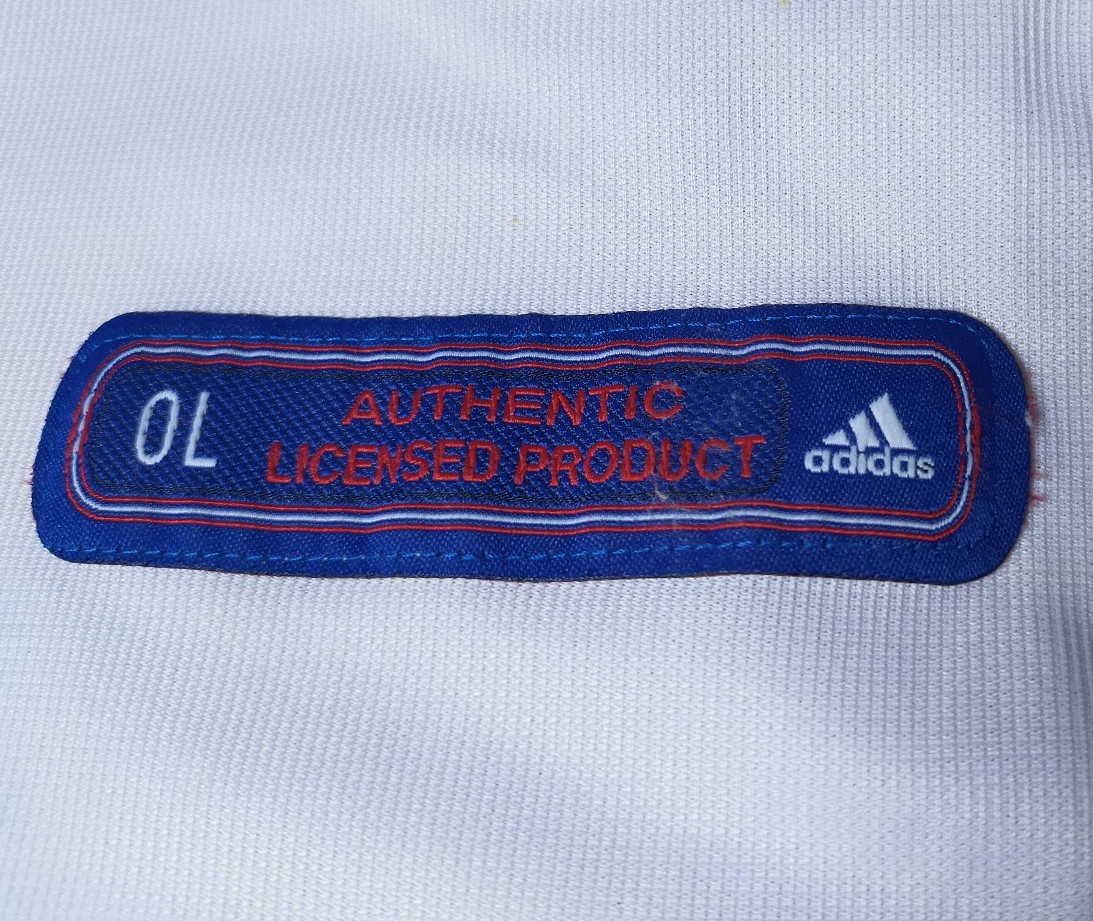 OL
AUTHENTIC
LICENSED PRODUCT
adidas